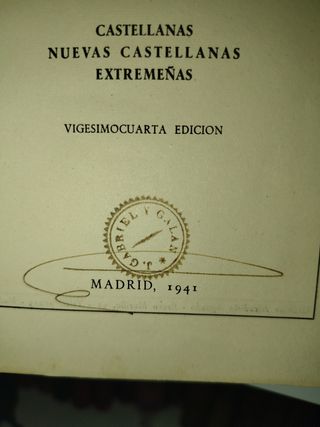 CASTELLANAS
NUEVAS CASTELLANAS
EXTREMEÑAS
VIGESIMOCUARTA EDICION
J. GABRIEL Y GALAN
MADRID, 1941